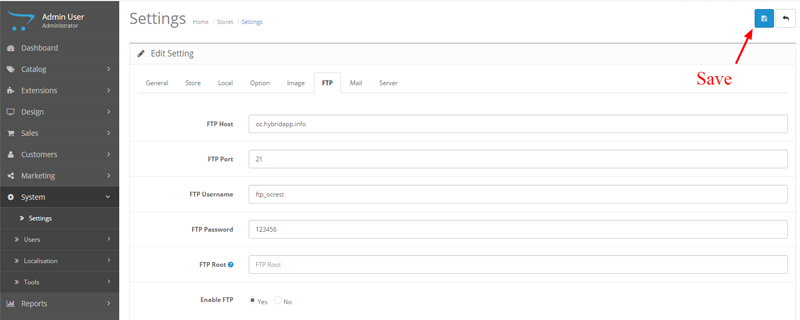 Admin User
Administrator
Dashboard
Catalog
Extensions
Design
Sales
Customers
Marketing
System
Settings
Users
Localisation
Tools
Reports
Settings
Home / Stores / Settings
Save
Edit Setting
General Store Local Option Image FTP Mail Server
FTP Host oc.hybridapp.info
FTP Port 21
FTP Username ftp_ocrest
FTP Password 123456
FTP Root FTP Root
Enable FTP Yes No